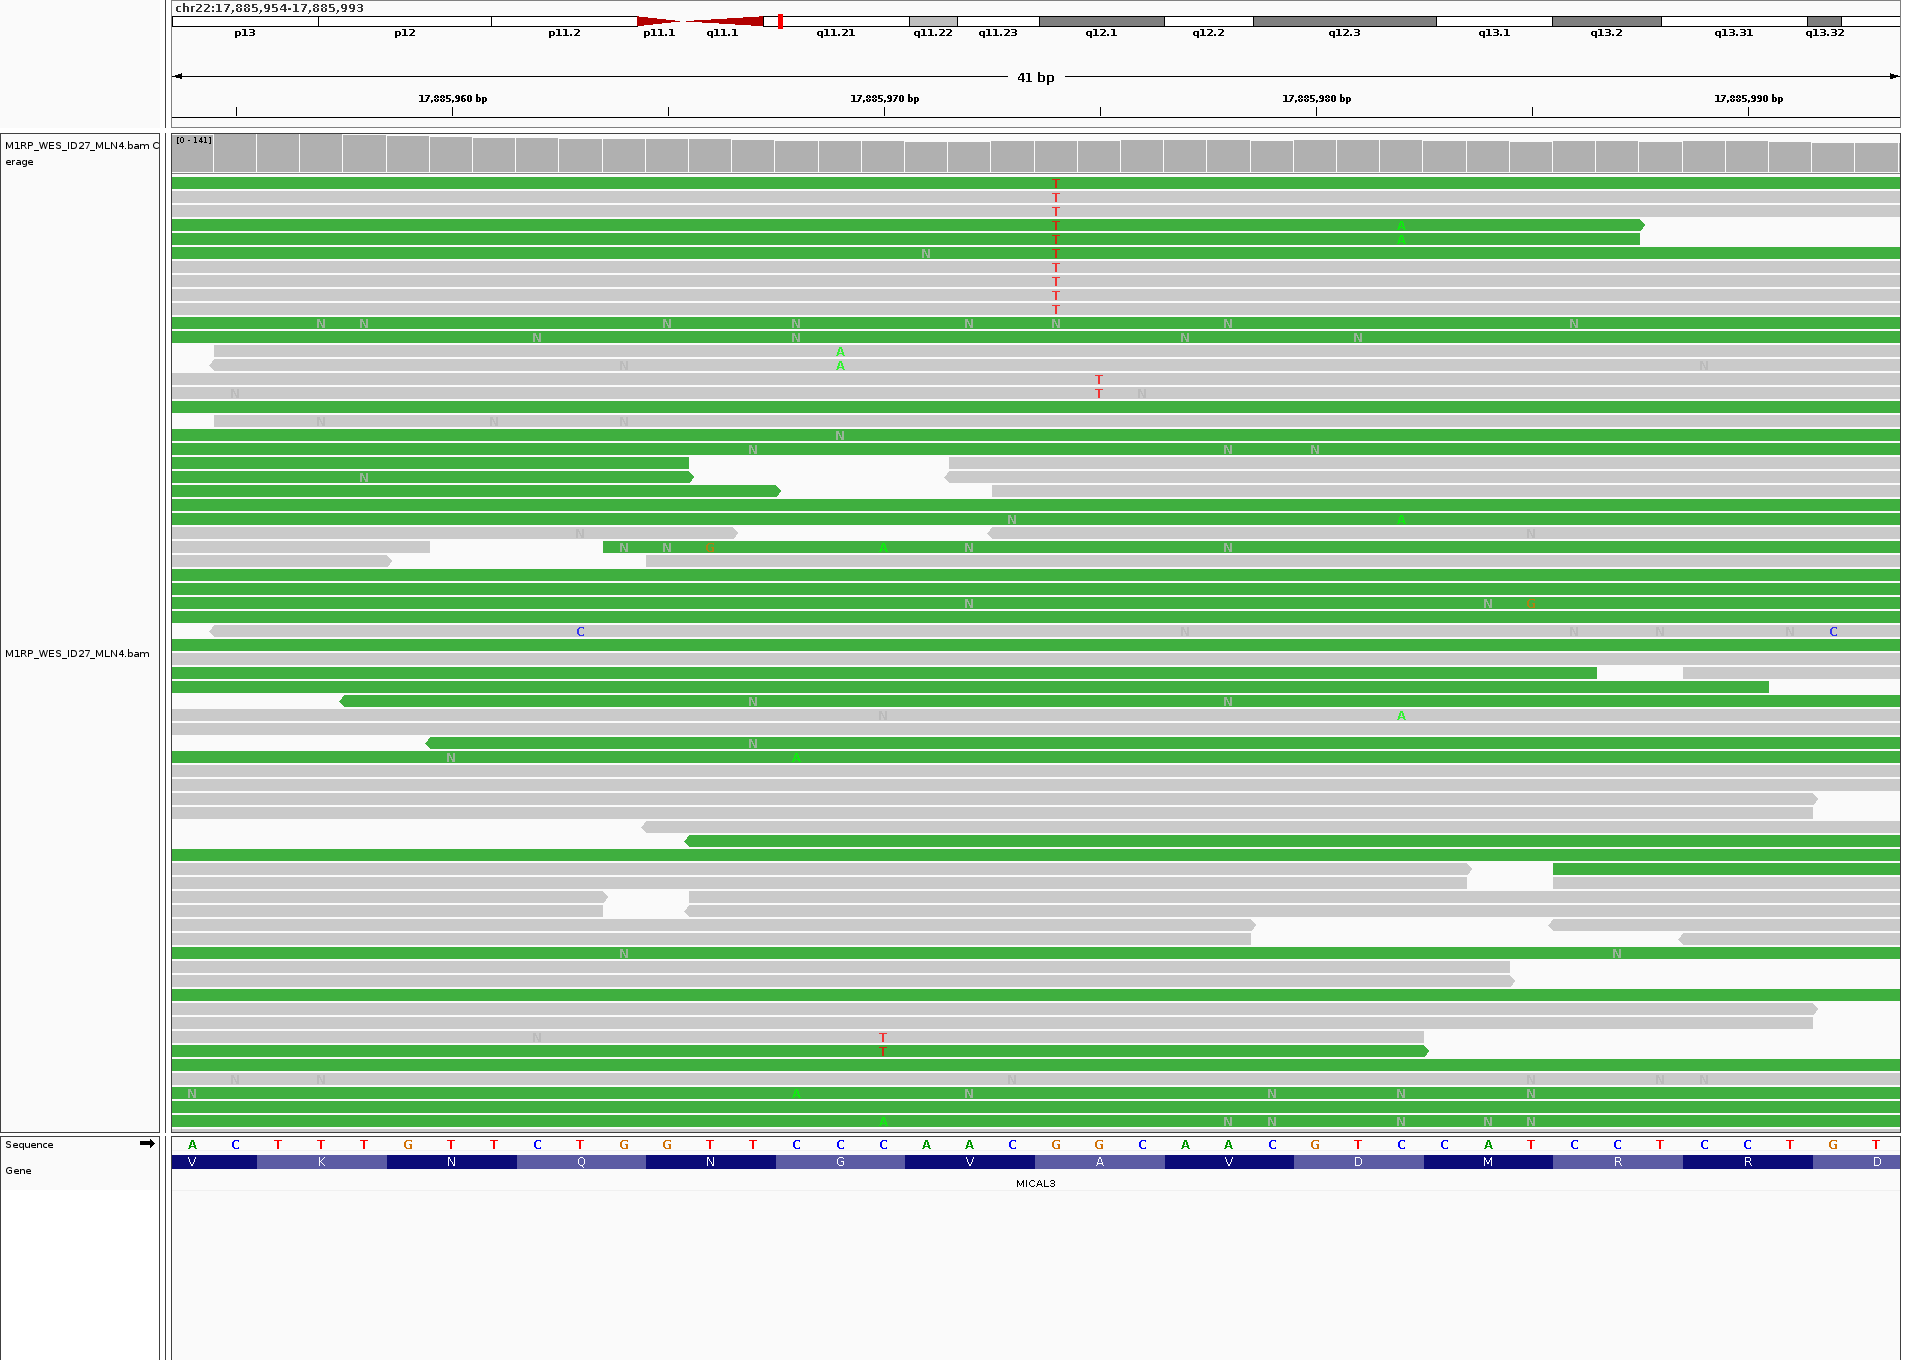 chr22:17,885,954-17,885,993
p13 p12 p11.2 p11.1 q11.1 q11.21 q11.22 q11.23 q12.1 q12.2 q12.3 q13.1 q13.2 q13.31 q13.32
41 bp
17,885,960 bp 17,885,970 bp 17,885,980 bp 17,885,990 bp
M1RP_WES_ID27_MLN4.bam C
erage
[0 - 141]
T
T
T
T A
T A
N T
T
T
T
T
N N N N N N N N
N N N N
A
N A N
T
N T N
N N N
N
N N N
N
N A
N N
N N G A N N
N N
C N N N N C
M1RP_WES_ID27_MLN4.bam
N N
N A
N
N A
N N
N T
T
N N N N N N
N A N N N N
A N N N N N
Sequence A C T T T G T T C T G G T T C C C A A C G G C A A C G T C C A T C C T C C T G T
Gene V K N Q N G V A V D M R R D
MICAL3